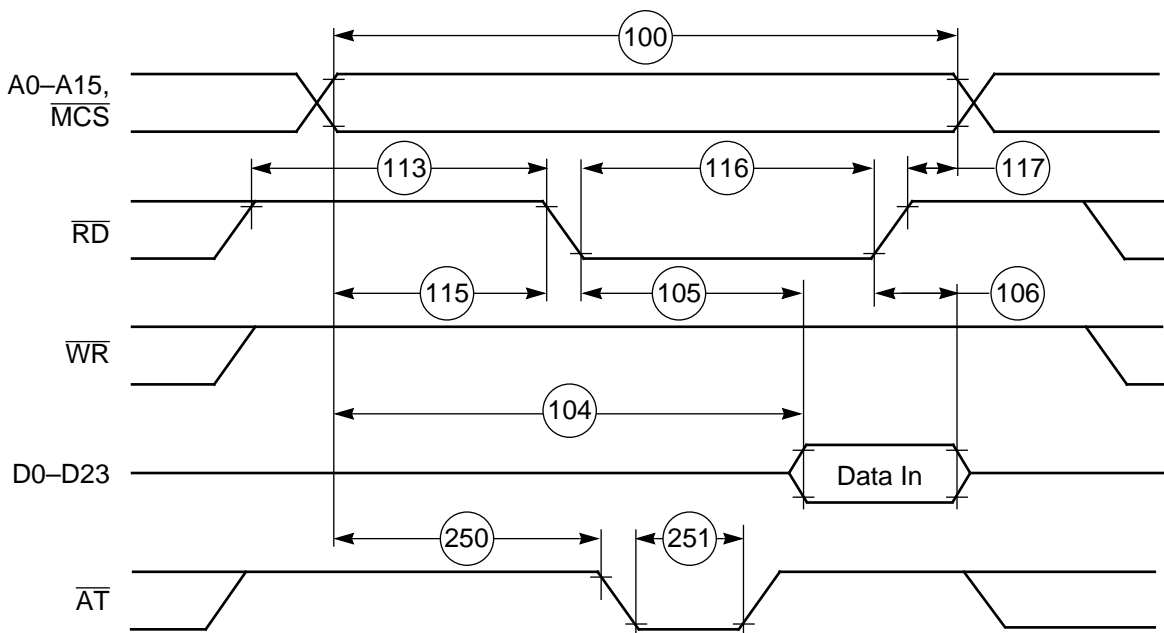 100
A0–A15,
MCS
113
116
117
RD
115
105
106
WR
104
D0–D23
Data In
250
251
AT